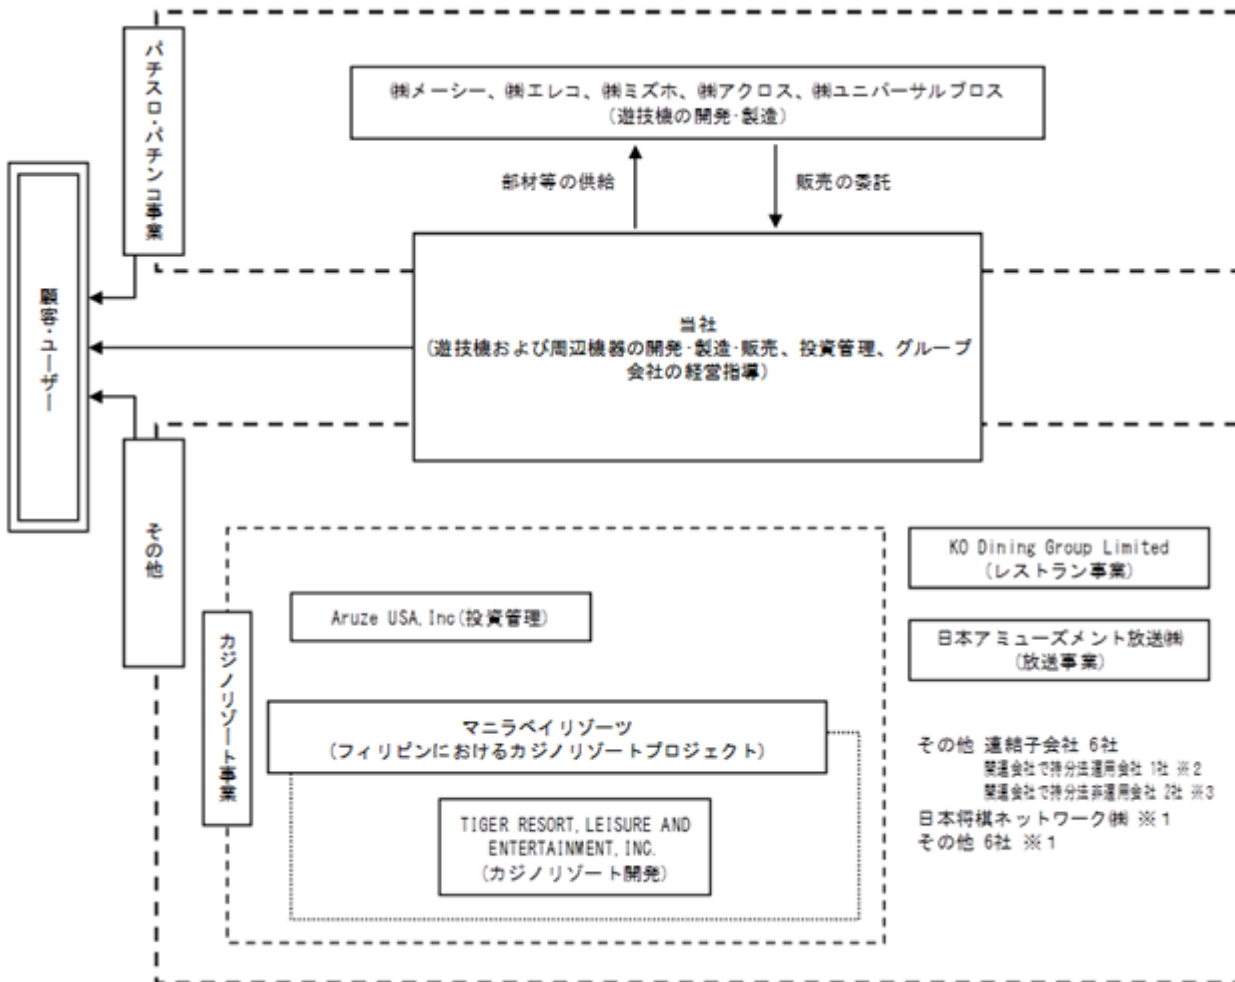 パチスロ・パチンコ事業
㈱メーシー、㈱エレコ、㈱ミズホ、㈱アクロス、㈱ユニバーサルブロス
(遊技機の開発・製造)
部材等の供給
販売の委託
顧客・ユーザー
当社
(遊技機および周辺機器の開発・製造・販売、投資管理、グループ
会社の経営指導)
その他
カジノリゾート事業
Aruze USA, Inc(投資管理)
マニラベイリゾーツ
(フィリピンにおけるカジノリゾートプロジェクト)
TIGER RESORT, LEISURE AND
ENTERTAINMENT, INC.
(カジノリゾート開発)
KO Dining Group Limited
(レストラン事業)
日本アミューズメント放送㈱
(放送事業)
その他 連結子会社 6社
関連会社で持分法適用会社 1社 ※2
関連会社で持分法非適用会社 2社 ※3
日本将棋ネットワーク㈱ ※1
その他 6社 ※1